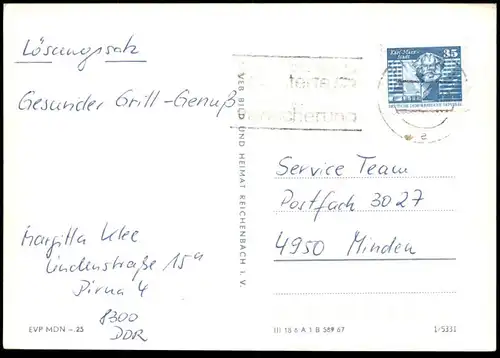 Lösungssatz
Gesunder Grill-Genuß
Margitta Klee
Lindenstraße 15a
Pirna 4
8300
DDR
EVP MDN –.25
VEB BILD UND HEIMAT REICHENBACH I. V.
Karl-Marx-Stadt 35
DEUTSCHE DEMOKRATISCHE REPUBLIK
Service Team
Postfach 3027
4950 Minden
III 18 6 A 1 B 589 67
1/5331